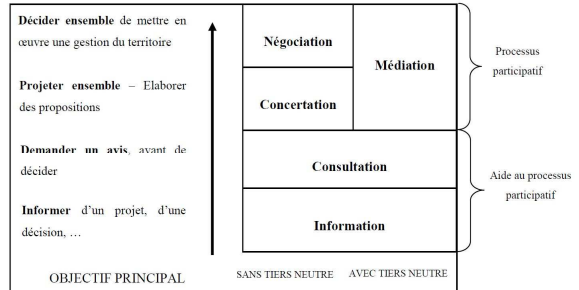 Décider ensemble de mettre en
œuvre une gestion du territoire
Projeter ensemble – Elaborer
des propositions
Demander un avis, avant de
décider
Informer d'un projet, d'une
décision, …
OBJECTIF PRINCIPAL
Négociation
Médiation
Concertation
Consultation
Information
SANS TIERS NEUTRE
AVEC TIERS NEUTRE
Processus
participatif
Aide au processus
participatif